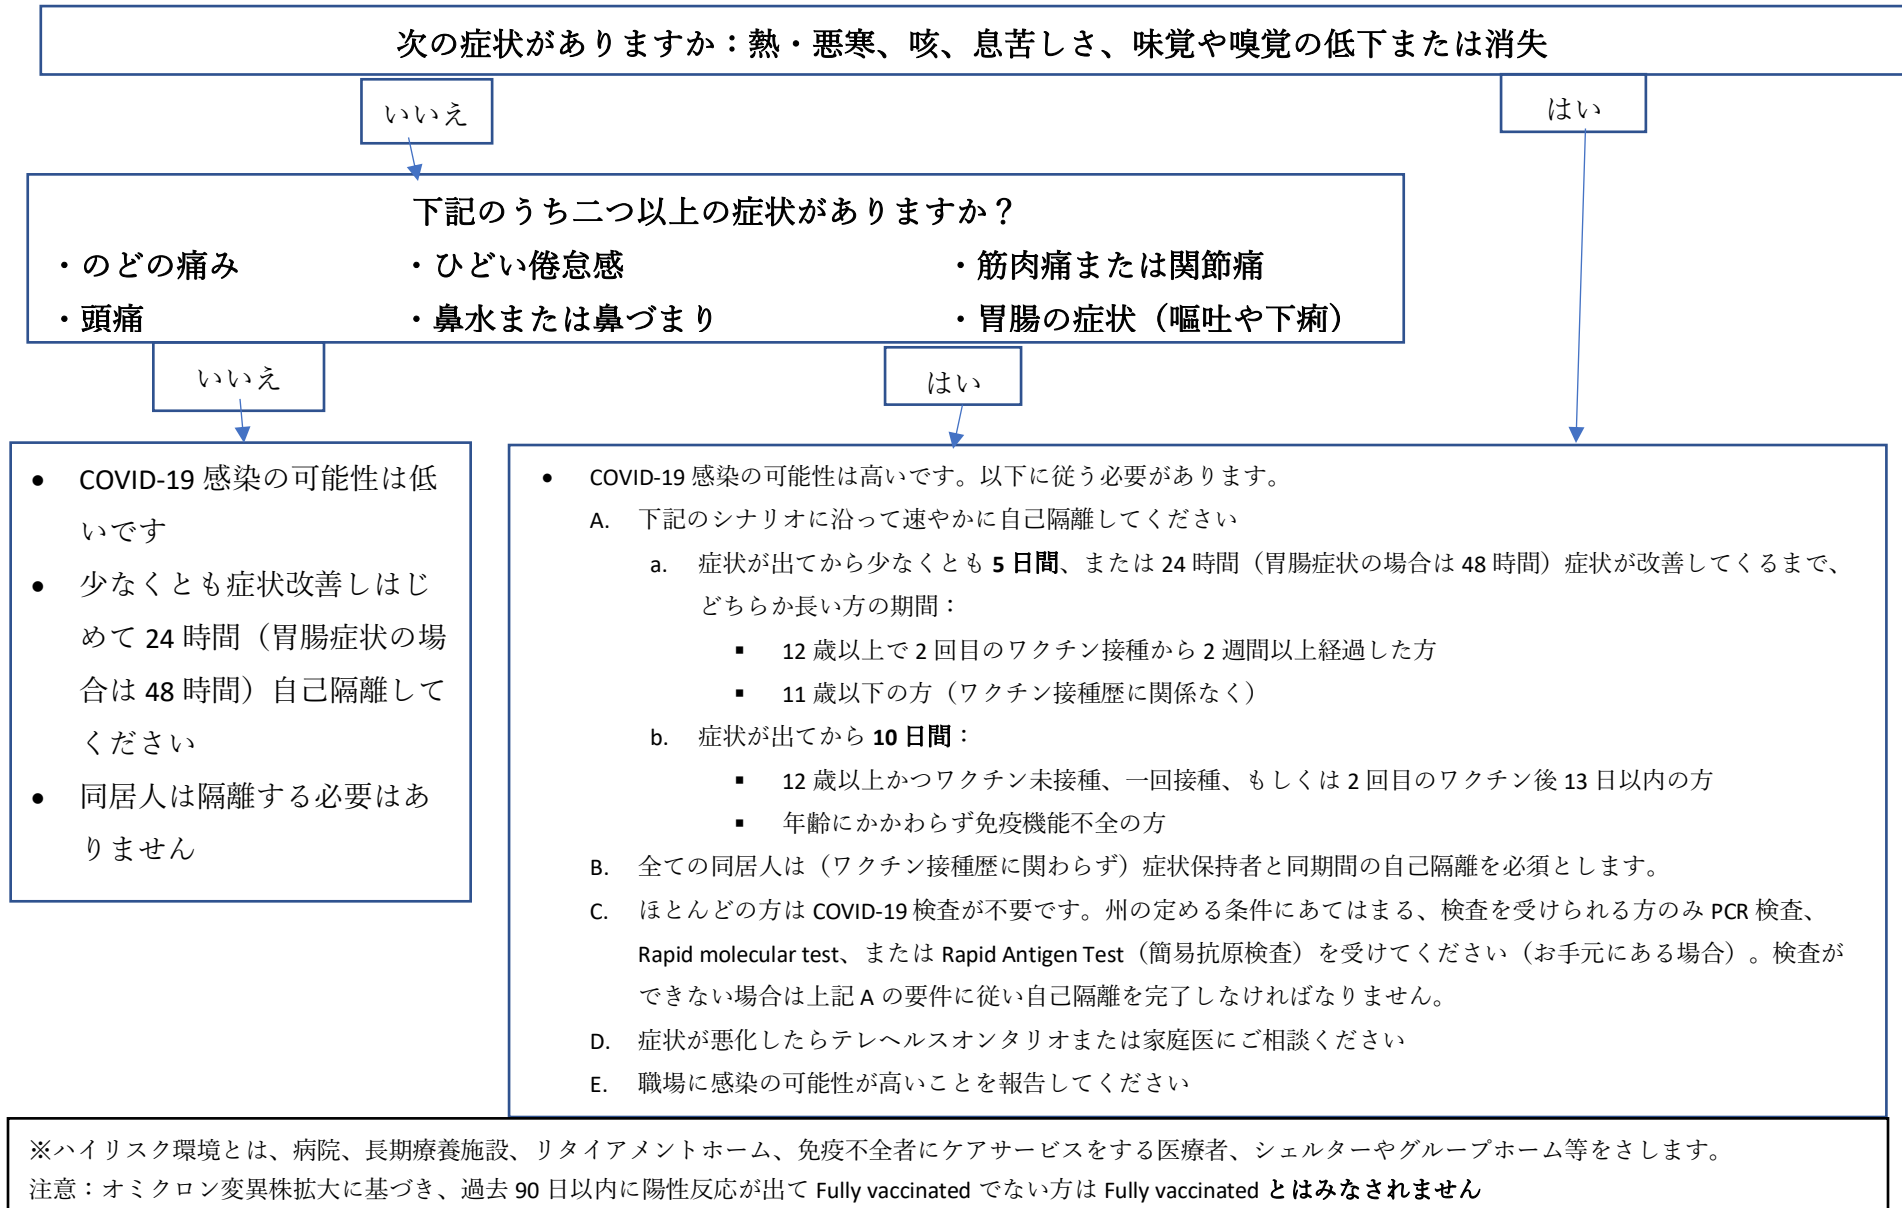 次の症状がありますか：熱・悪寒、咳、息苦しさ、味覚や嗅覚の低下または消失
いいえ
はい
下記のうち二つ以上の症状がありますか？
・のどの痛み ・ひどい倦怠感 ・筋肉痛または関節痛
・頭痛 ・鼻水または鼻づまり ・胃腸の症状（嘔吐や下痢）
いいえ
はい
• COVID-19 感染の可能性は低
いです
• 少なくとも症状改善しはじ
めて 24 時間（胃腸症状の場
合は 48 時間）自己隔離して
ください
• 同居人は隔離する必要はあ
りません
• COVID-19 感染の可能性は高いです。以下に従う必要があります。
A. 下記のシナリオに沿って速やかに自己隔離してください
a. 症状が出てから少なくとも 5 日間、または 24 時間（胃腸症状の場合は 48 時間）症状が改善してくるまで、
どちらか長い方の期間：
▪ 12 歳以上で 2 回目のワクチン接種から 2 週間以上経過した方
▪ 11 歳以下の方（ワクチン接種歴に関係なく）
b. 症状が出てから 10 日間：
▪ 12 歳以上かつワクチン未接種、一回接種、もしくは 2 回目のワクチン後 13 日以内の方
▪ 年齢にかかわらず免疫機能不全の方
B. 全ての同居人は（ワクチン接種歴に関わらず）症状保持者と同期間の自己隔離を必須とします。
C. ほとんどの方は COVID-19 検査が不要です。州の定める条件にあてはまる、検査を受けられる方のみ PCR 検査、
Rapid molecular test、または Rapid Antigen Test（簡易抗原検査）を受けてください（お手元にある場合）。検査が
できない場合は上記 A の要件に従い自己隔離を完了しなければなりません。
D. 症状が悪化したらテレヘルスオンタリオまたは家庭医にご相談ください
E. 職場に感染の可能性が高いことを報告してください
※ハイリスク環境とは、病院、長期療養施設、リタイアメントホーム、免疫不全者にケアサービスをする医療者、シェルターやグループホーム等をさします。
注意：オミクロン変異株拡大に基づき、過去 90 日以内に陽性反応が出て Fully vaccinated でない方は Fully vaccinated とはみなされません